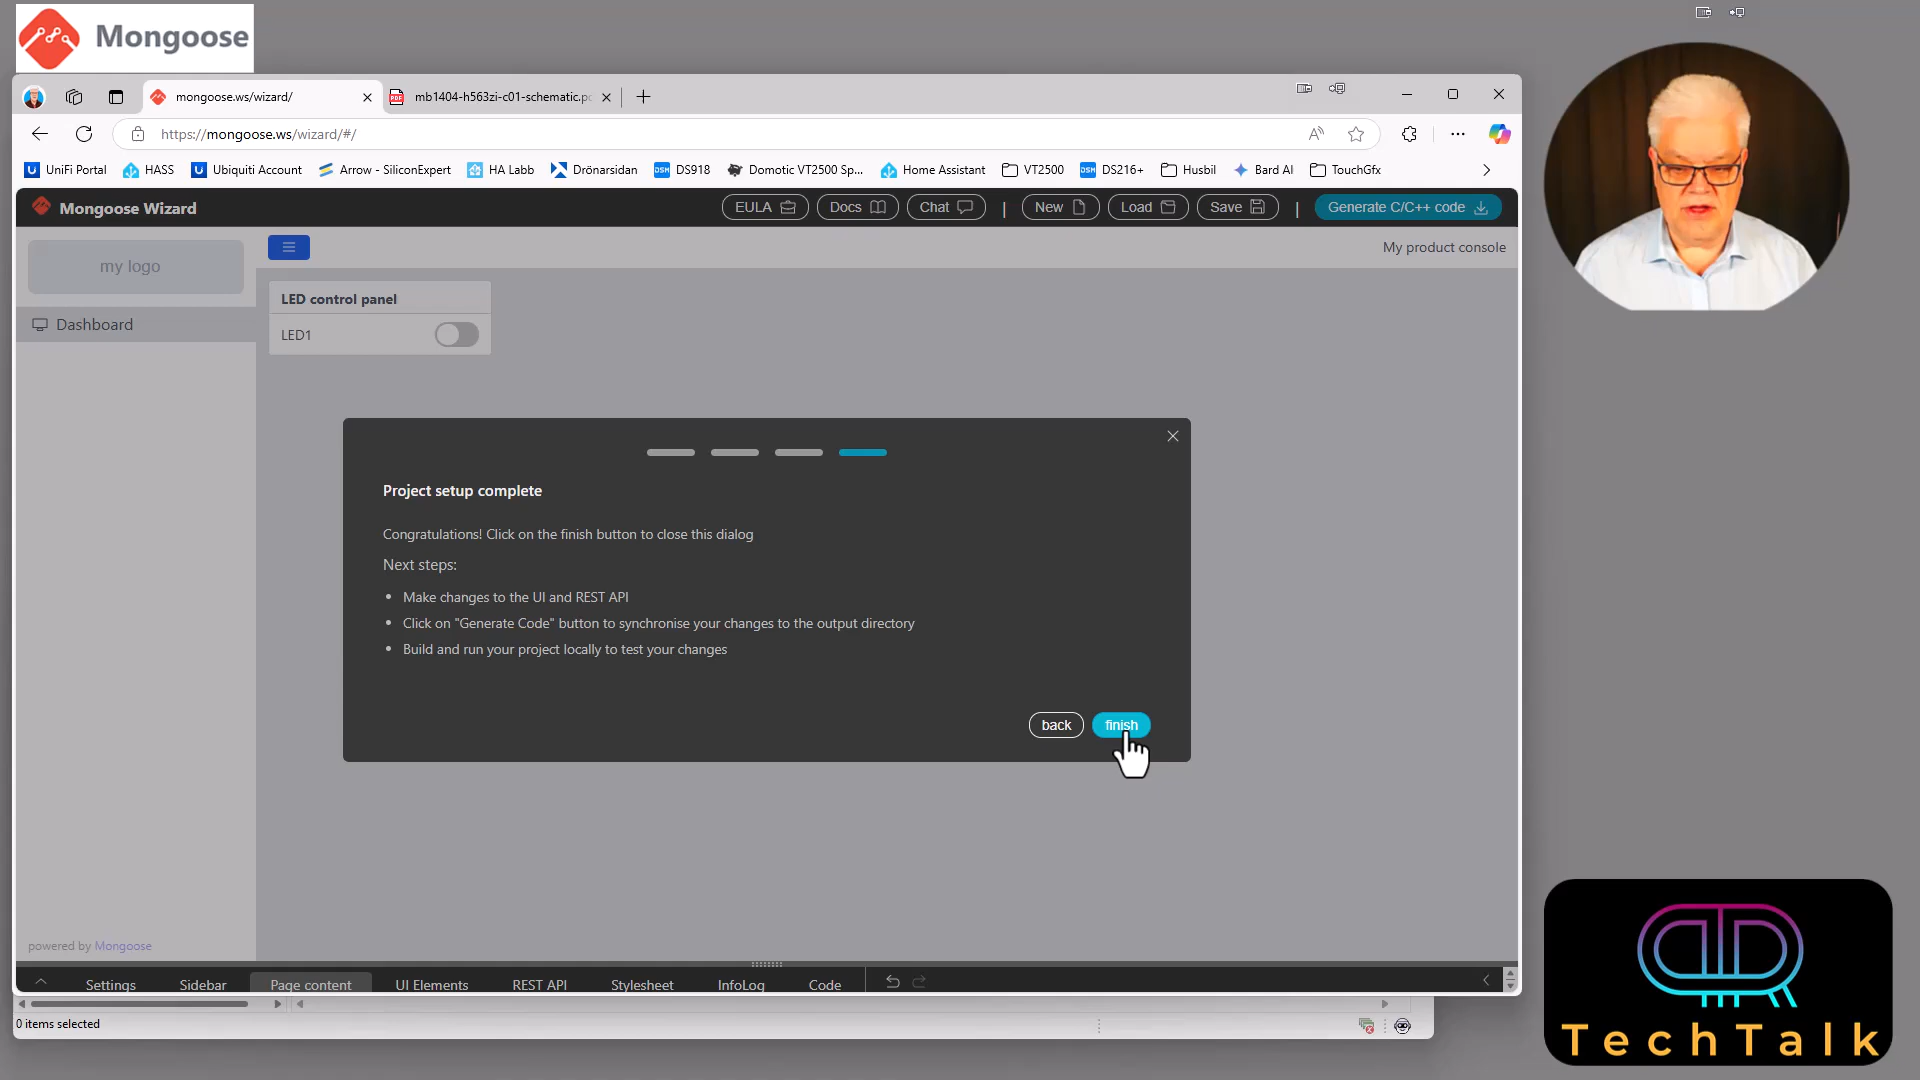 Mongoose
mongoose.ws/wizard/
mb1404-h563zi-c01-schematic.p
https://mongoose.ws/wizard/#/
UniFi Portal
HASS
Ubiquiti Account
Arrow - SiliconExpert
HA Labb
Drönarsidan
DS918
Domotic VT2500 Sp...
Home Assistant
VT2500
DS216+
Husbil
Bard AI
TouchGfx
Mongoose Wizard
EULA
Docs
Chat
New
Load
Save
Generate C/C++ code
my logo
My product console
Dashboard
LED control panel
LED1
Project setup complete
Congratulations! Click on the finish button to close this dialog
Next steps:
• Make changes to the UI and REST API
• Click on "Generate Code" button to synchronise your changes to the output directory
• Build and run your project locally to test your changes
back
finish
powered by Mongoose
Settings
Sidebar
Page content
UI Elements
REST API
Stylesheet
InfoLog
Code
0 items selected
TechTalk